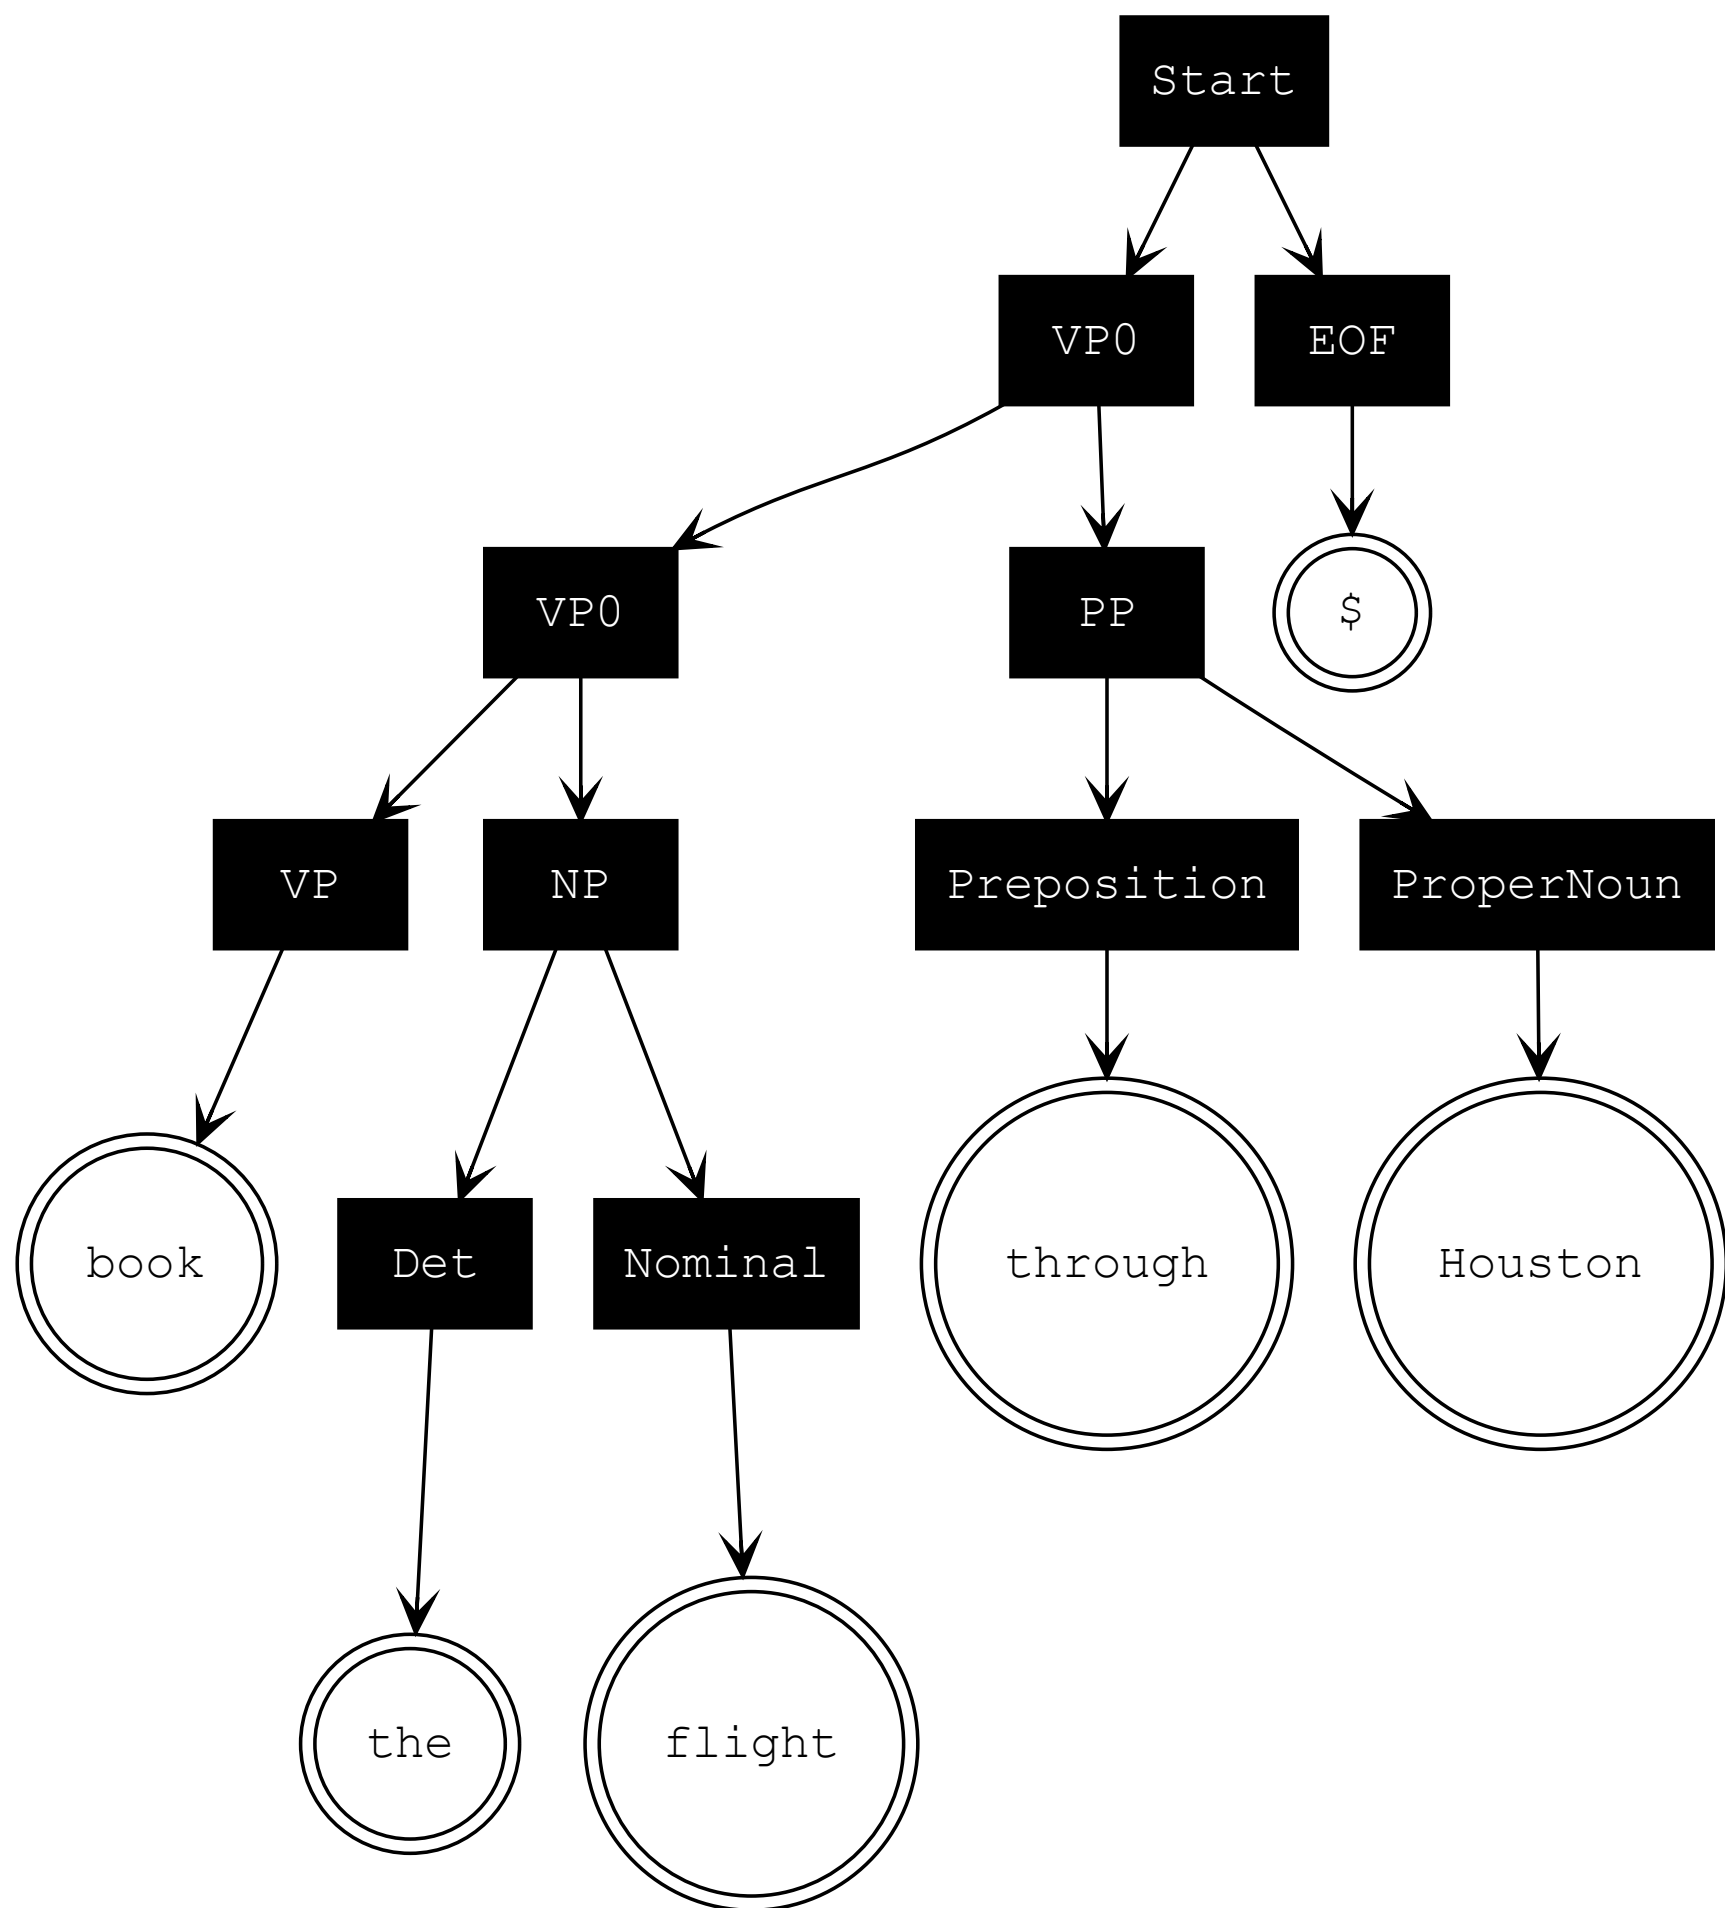 Start
VP0
EOF
VP0
PP
$
VP
NP
Preposition
ProperNoun
book
Det
Nominal
through
Houston
the
flight